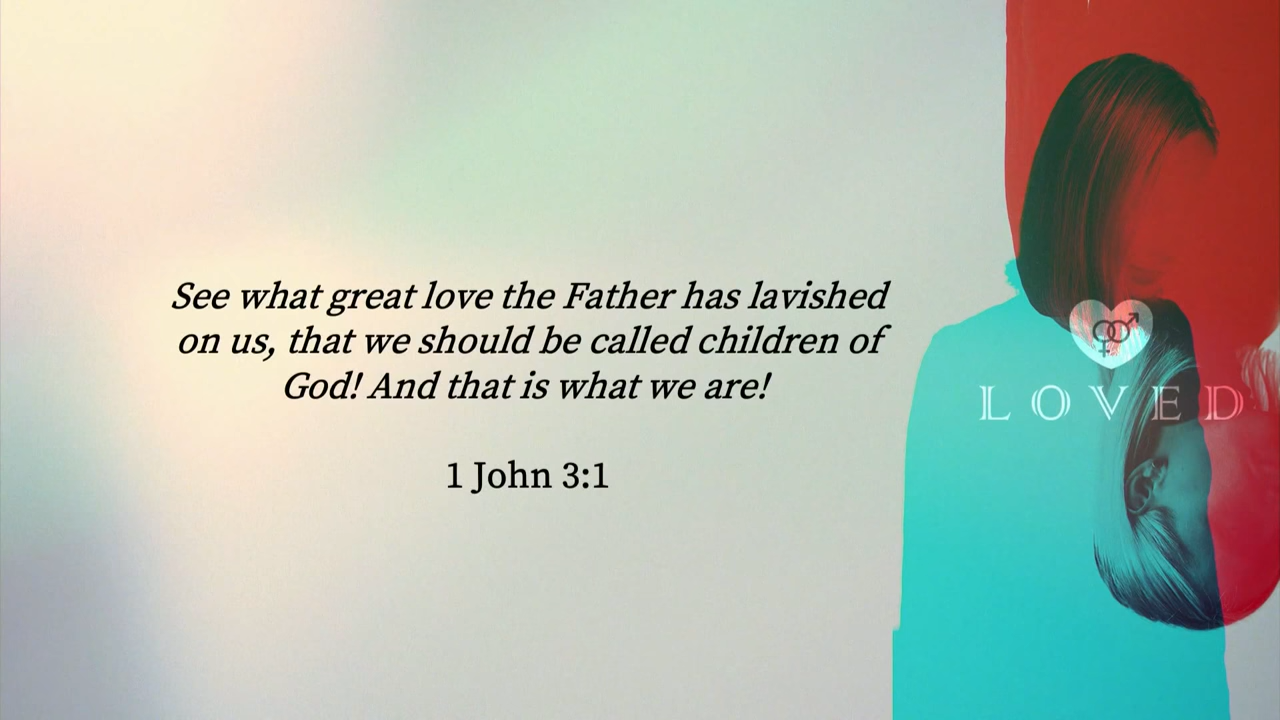 See what great love the Father has lavished
on us, that we should be called children of
God! And that is what we are!
1 John 3:1
LOVED